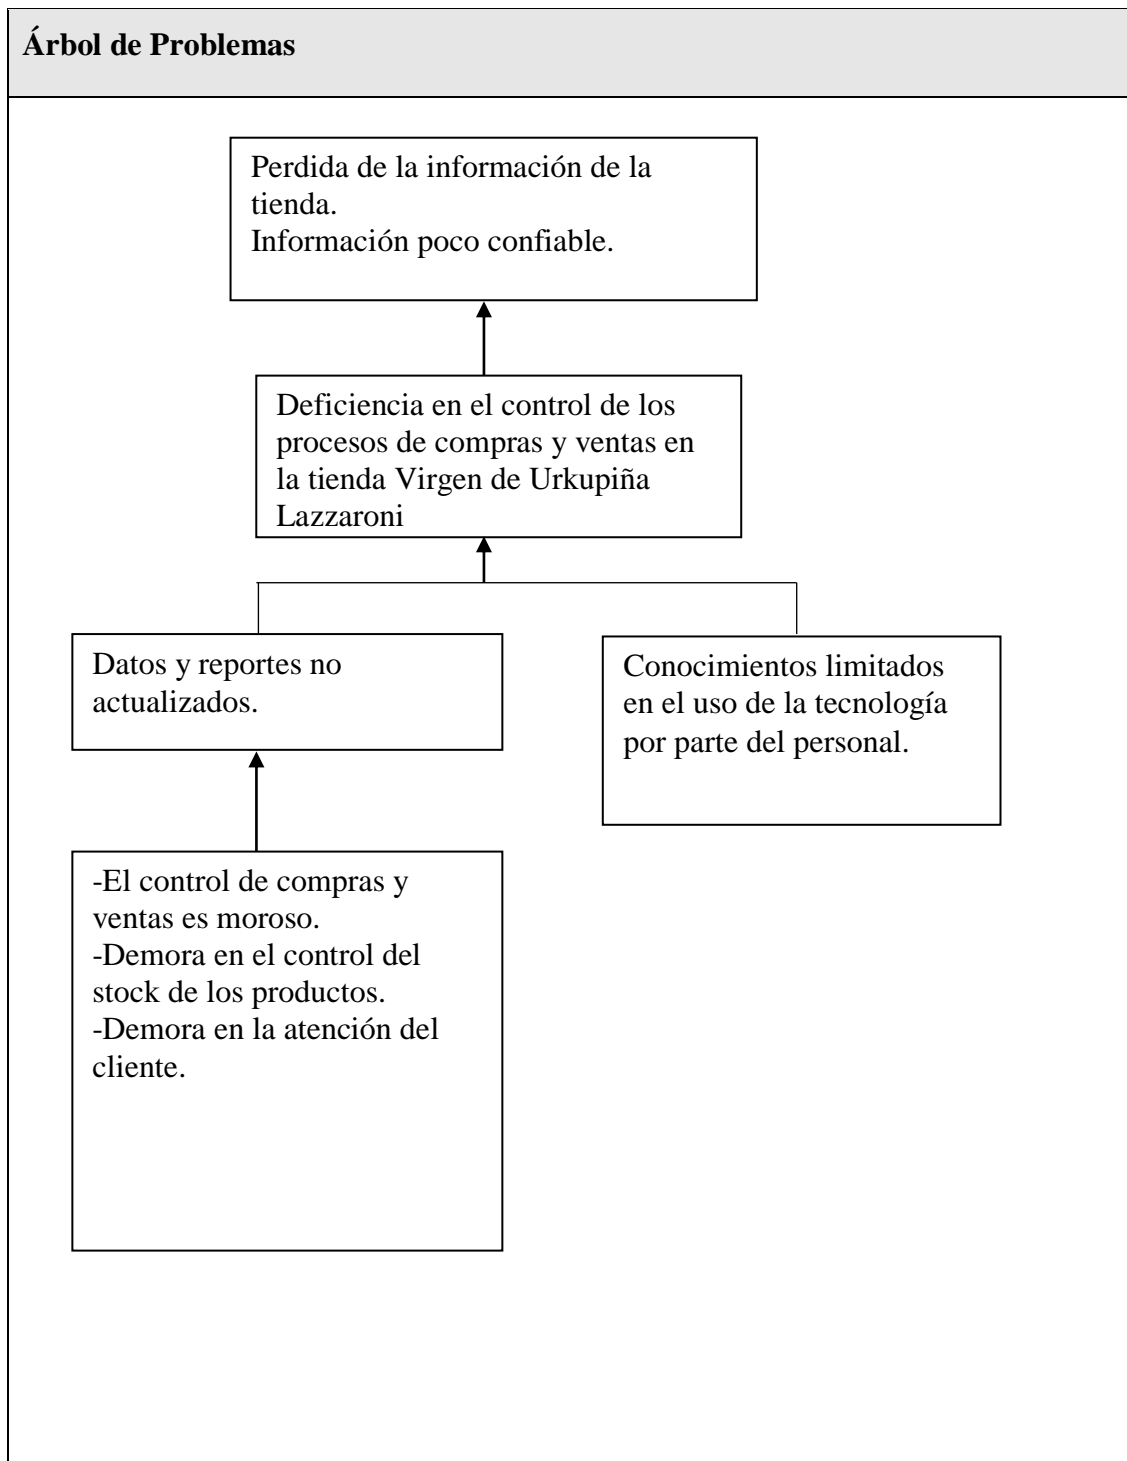 Árbol de Problemas
Perdida de la información de la
tienda.
Información poco confiable.
Deficiencia en el control de los
procesos de compras y ventas en
la tienda Virgen de Urkupiña
Lazzaroni
Datos y reportes no
actualizados.
Conocimientos limitados
en el uso de la tecnología
por parte del personal.
-El control de compras y
ventas es moroso.
-Demora en el control del
stock de los productos.
-Demora en la atención del
cliente.